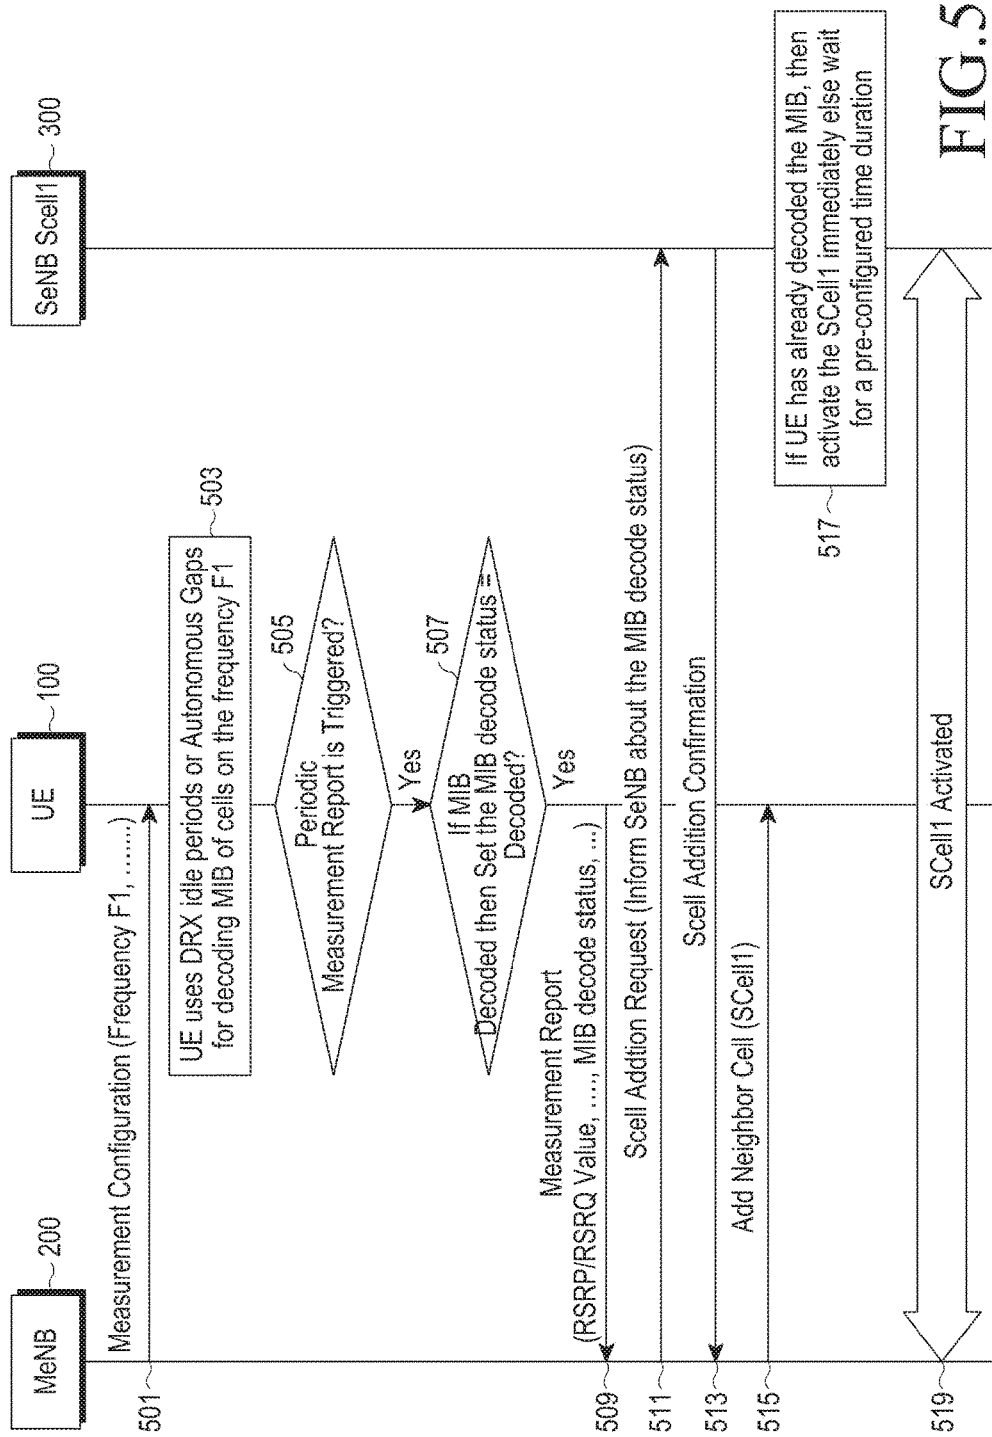 MeNB
200
UE
100
SeNB Scell1
300
Measurement Configuration (Frequency F1, .......)
501
UE uses DRX idle periods or Autonomous Gaps
for decoding MIB of cells on the frequency F1
503
Periodic
Measurement Report is Triggered?
505
Yes
If MIB
Decoded then Set the MIB decode status =
Decoded?
507
Yes
Measurement Report
(RSRP/RSRQ Value, ...., MIB decode status, ...)
509
Scell Addtion Request (Inform SeNB about the MIB decode status)
511
Scell Addition Confirmation
513
Add Neighbor Cell (SCell1)
515
If UE has already decoded the MIB, then
activate the SCell1 immediately else wait
for a pre-configured time duration
517
SCell1 Activated
519
FIG.5